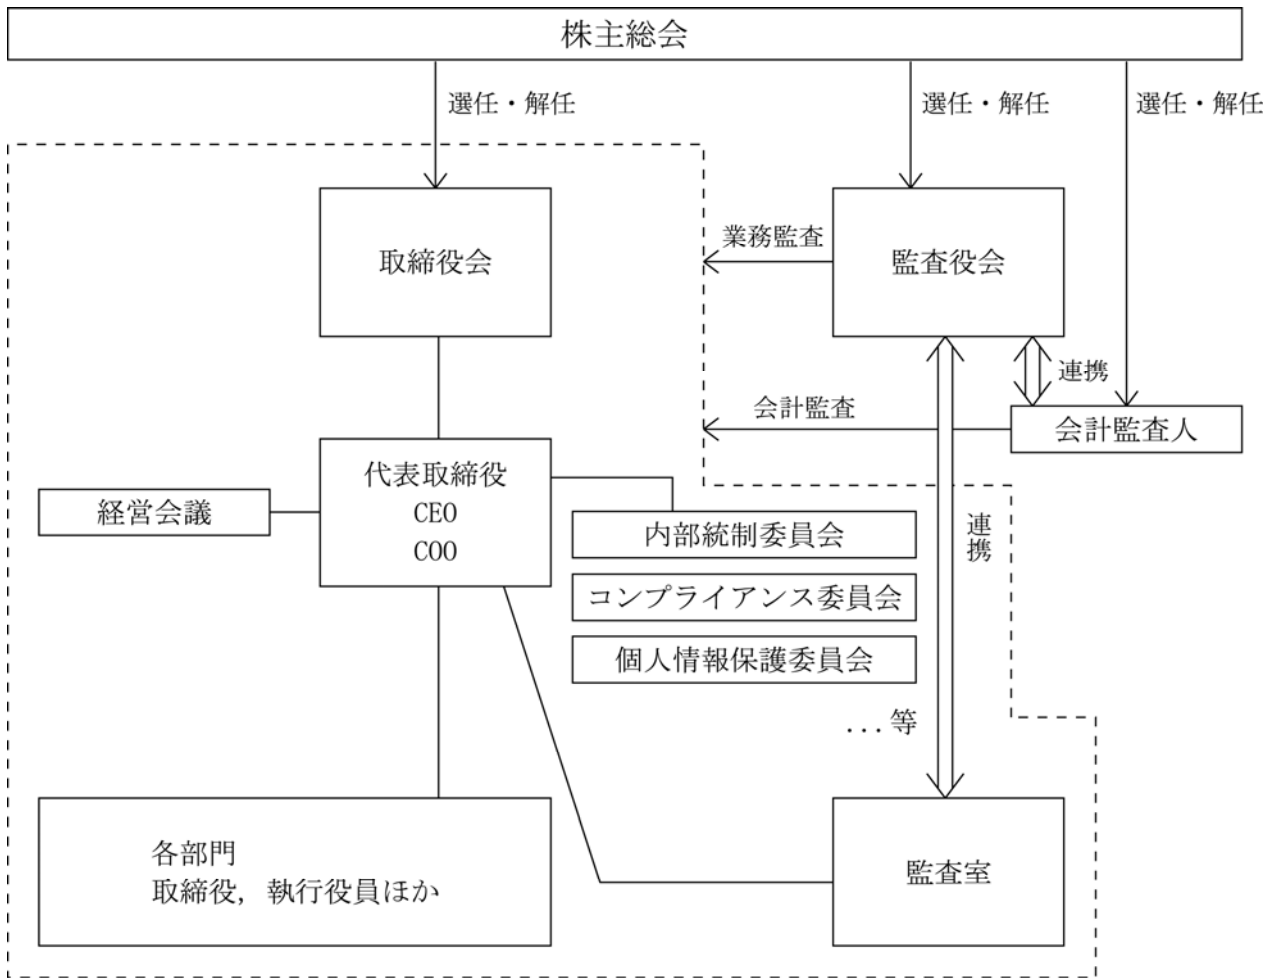 株主総会
選任・解任
選任・解任
選任・解任
取締役会
業務監査
監査役会
連携
会計監査
会計監査人
代表取締役
CEO
COO
経営会議
内部統制委員会
連携
コンプライアンス委員会
個人情報保護委員会
...等
各部門
取締役，執行役員ほか
監査室